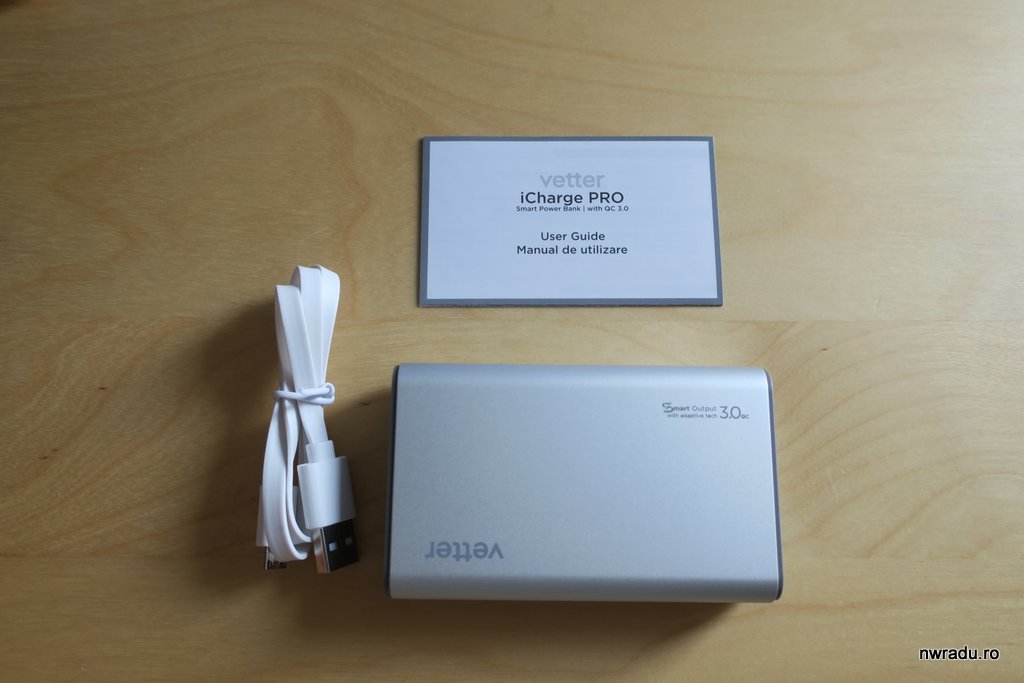 vetter
iCharge PRO
Smart Power Bank | with QC 3.0
User Guide
Manual de utilizare
Smart Output
with adaptive tech 3.0 QC
vetter
nwradu.ro